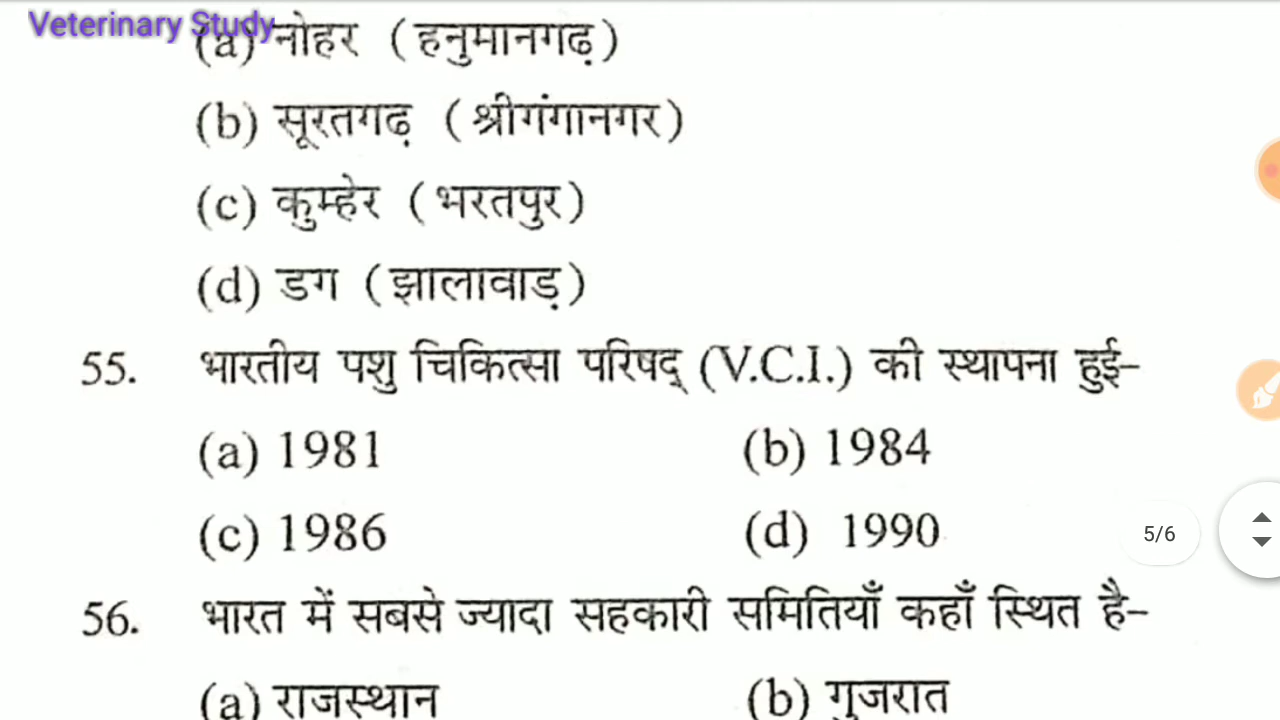 Veterinary Study
(a) नोहर (हनुमानगढ़)
(b) सूरतगढ़ (श्रीगंगानगर)
(c) कुम्हेर (भरतपुर)
(d) डग (झालावाड़)
55. भारतीय पशु चिकित्सा परिषद् (V.C.I.) की स्थापना हुई–
(a) 1981 (b) 1984
(c) 1986 (d) 1990
5/6
56. भारत में सबसे ज्यादा सहकारी समितियाँ कहाँ स्थित है–
(a) राजस्थान (b) गुजरात